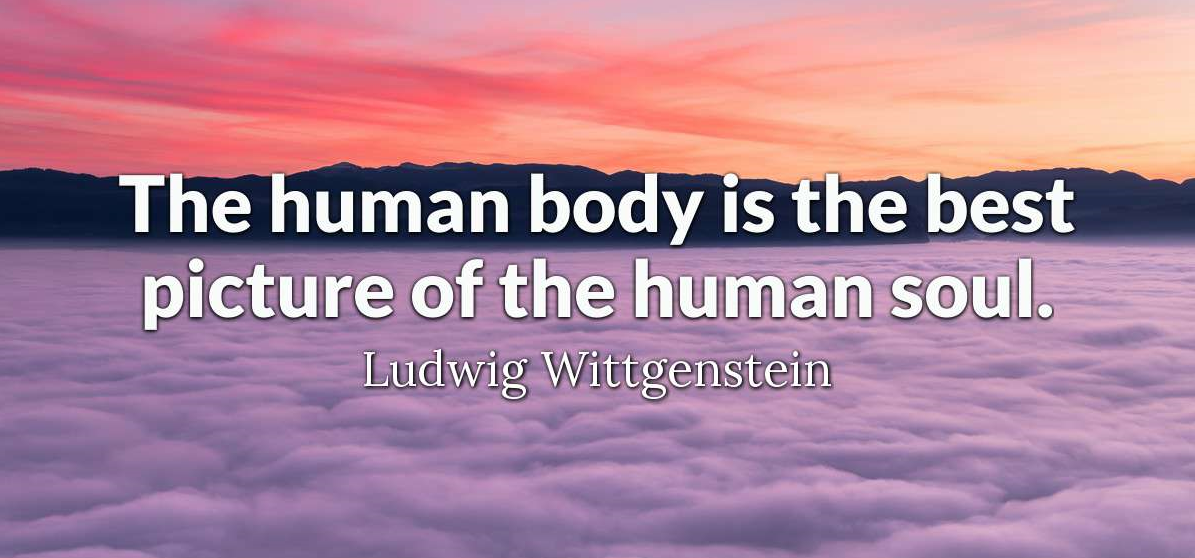 The human body is the best
picture of the human soul.
Ludwig Wittgenstein